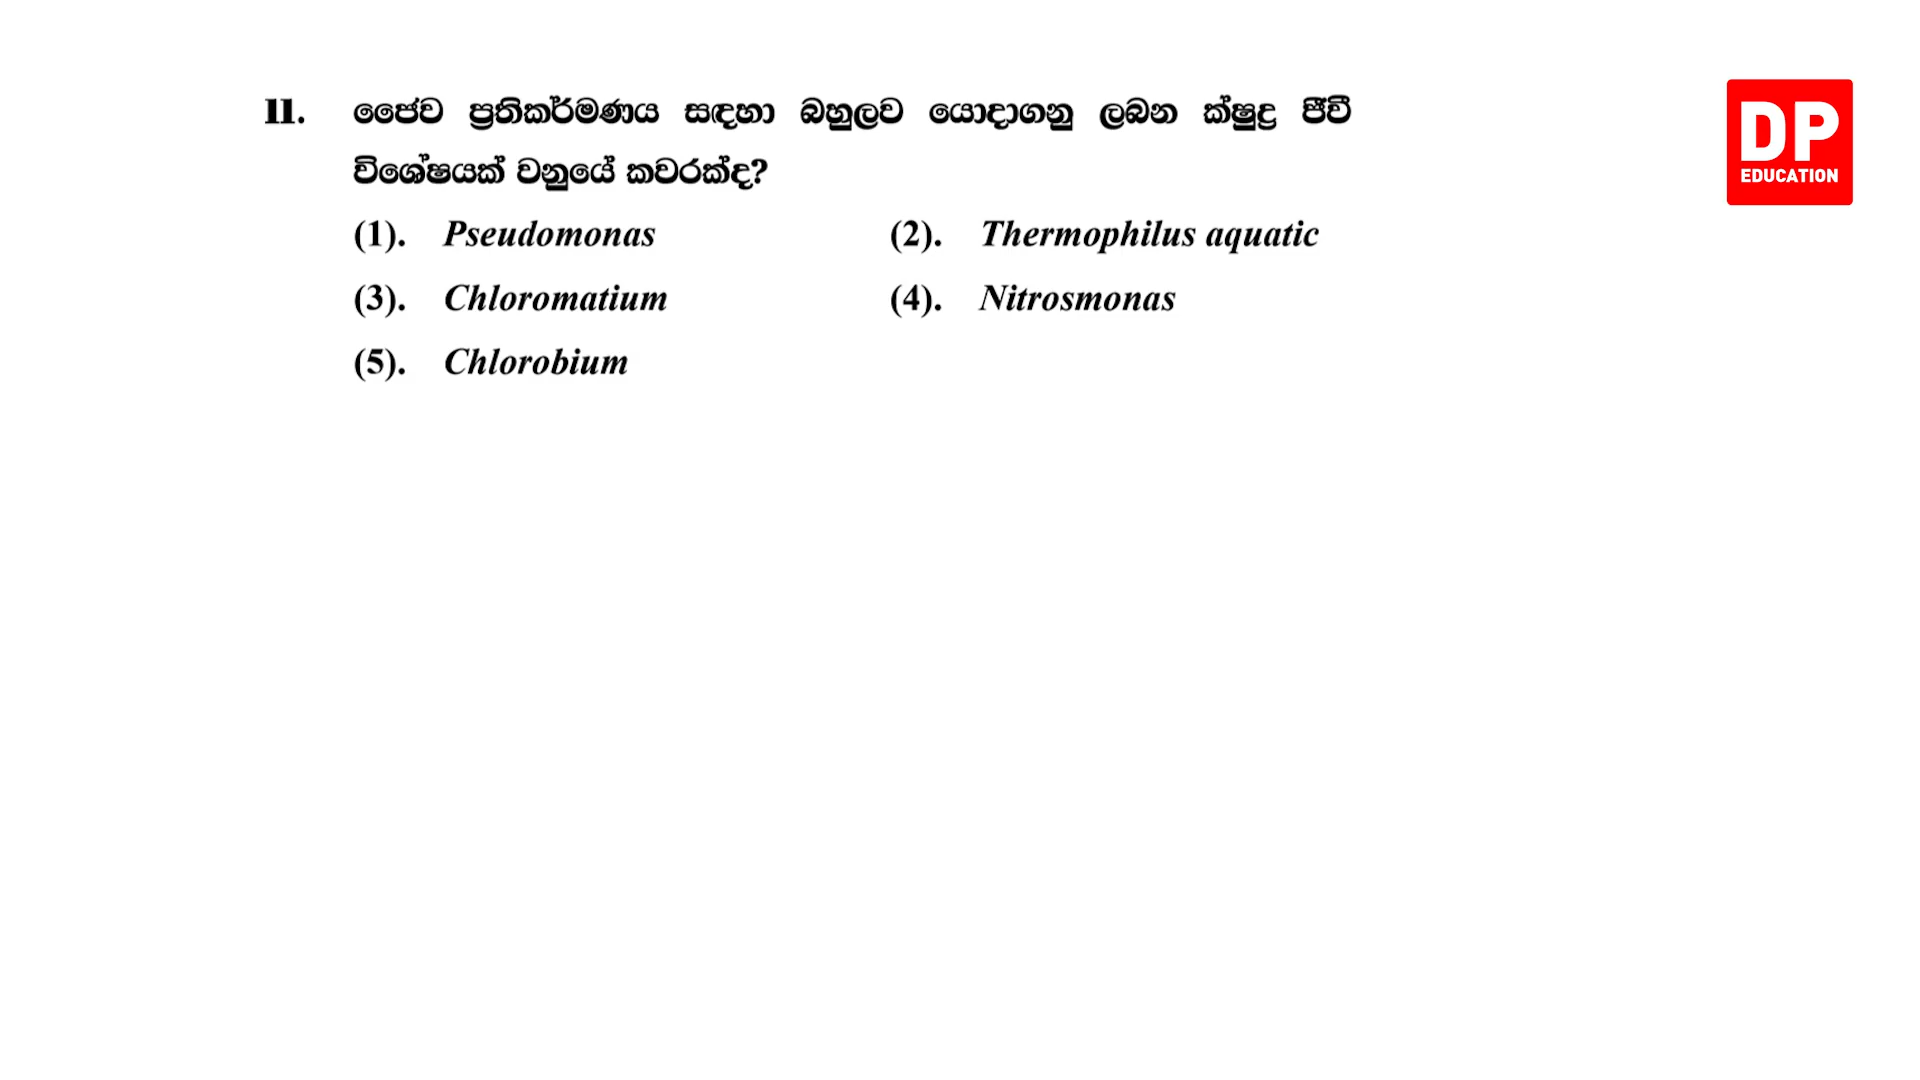 11. ජෛව ප්‍රතිකර්මණය සඳහා බහුලව යොදාගනු ලබන ක්ෂුද්‍ර ජීවී
විශේෂයක් වනුයේ කවරක්ද?
(1). Pseudomonas (2). Thermophilus aquatic
(3). Chloromatium (4). Nitrosmonas
(5). Chlorobium
DP
EDUCATION